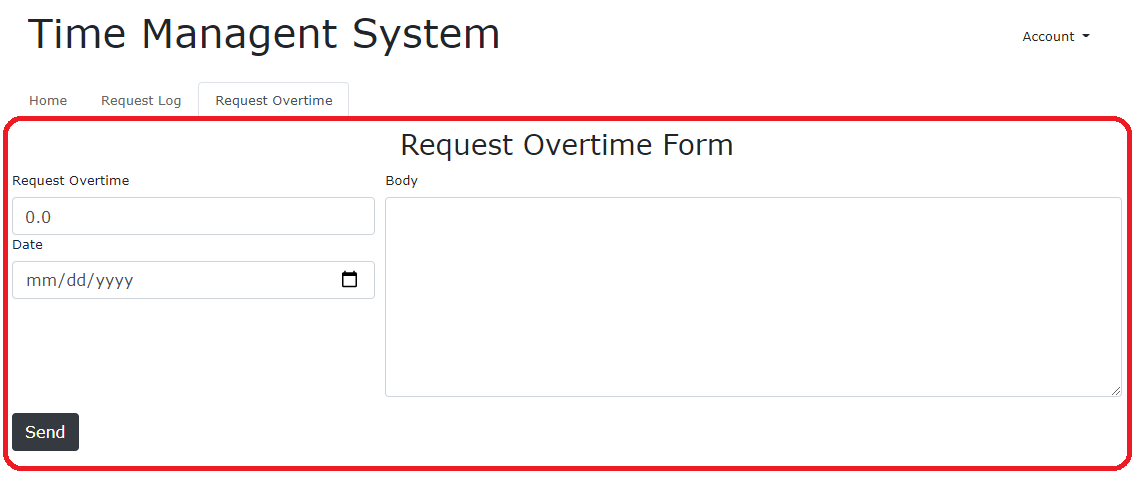 Time Managent System
Account
Home Request Log Request Overtime
Request Overtime Form
Request Overtime
Body
0.0
Date
mm/dd/yyyy
Send